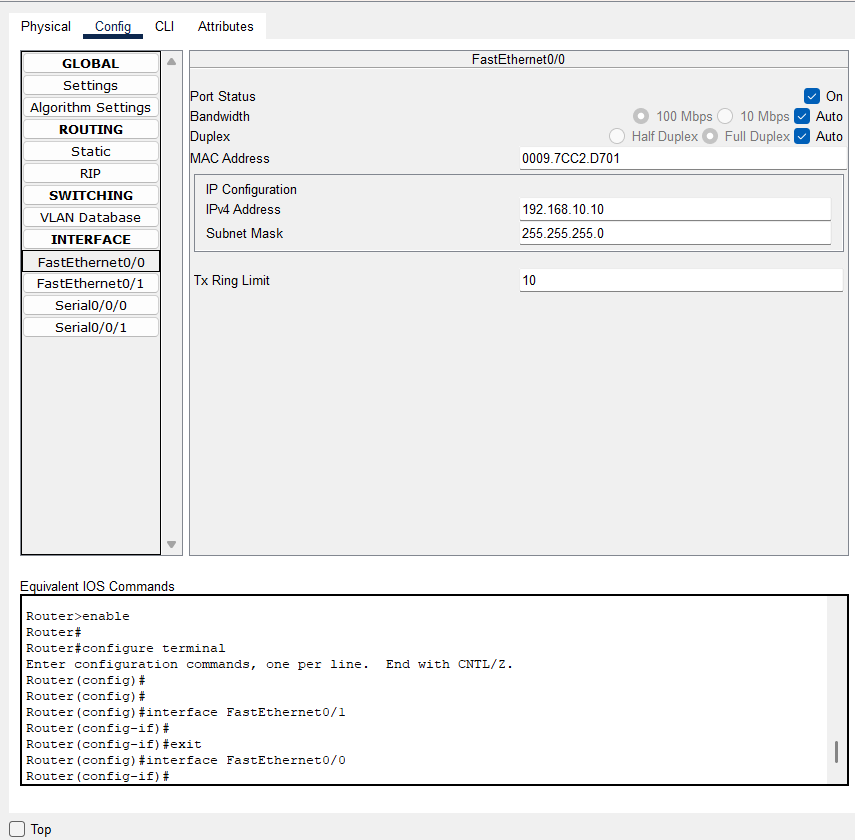 Physical Config CLI Attributes
GLOBAL
Settings
Algorithm Settings
ROUTING
Static
RIP
SWITCHING
VLAN Database
INTERFACE
FastEthernet0/0
FastEthernet0/1
Serial0/0/0
Serial0/0/1
FastEthernet0/0
Port Status On
Bandwidth 100 Mbps 10 Mbps Auto
Duplex Half Duplex Full Duplex Auto
MAC Address 0009.7CC2.D701
IP Configuration
IPv4 Address 192.168.10.10
Subnet Mask 255.255.255.0
Tx Ring Limit 10
Equivalent IOS Commands
Router>enable
Router#
Router#configure terminal
Enter configuration commands, one per line.  End with CNTL/Z.
Router(config)#
Router(config)#
Router(config)#interface FastEthernet0/1
Router(config-if)#
Router(config-if)#exit
Router(config)#interface FastEthernet0/0
Router(config-if)#
Top